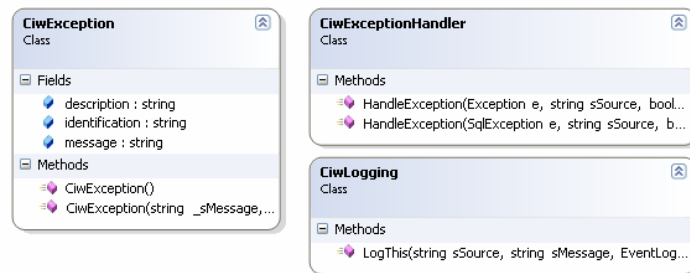 CiwException
Class
Fields
description : string
identification : string
message : string
Methods
CiwException()
CiwException(string _sMessage,...
CiwExceptionHandler
Class
Methods
HandleException(Exception e, string sSource, bool...
HandleException(SqlException e, string sSource, b...
CiwLogging
Class
Methods
LogThis(string sSource, string sMessage, EventLog...